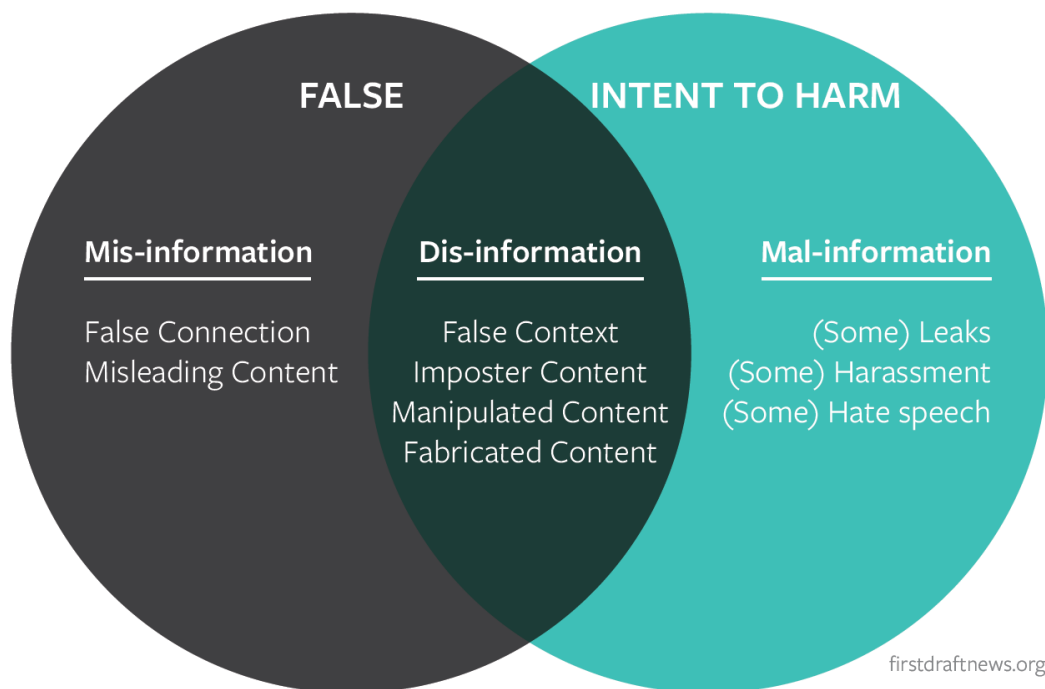 FALSE
INTENT TO HARM
Mis-information
False Connection
Misleading Content
Dis-information
False Context
Imposter Content
Manipulated Content
Fabricated Content
Mal-information
(Some) Leaks
(Some) Harassment
(Some) Hate speech
firstdraftnews.org